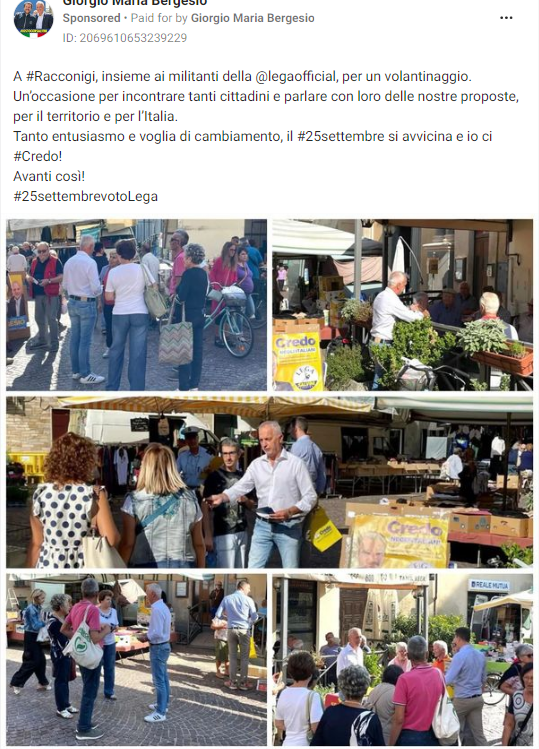 Giorgio Maria Bergesio
Sponsored • Paid for by Giorgio Maria Bergesio
ID: 2069610653239229
A #Racconigi, insieme ai militanti della @legaofficial, per un volantinaggio.
Un'occasione per incontrare tanti cittadini e parlare con loro delle nostre proposte,
per il territorio e per l'Italia.
Tanto entusiasmo e voglia di cambiamento, il #25settembre si avvicina e io ci
#Credo!
Avanti così!
#25settembrevotoLega
Credo
NEGLI ITALIANI
LEGA
Credo
REALE MUTUA